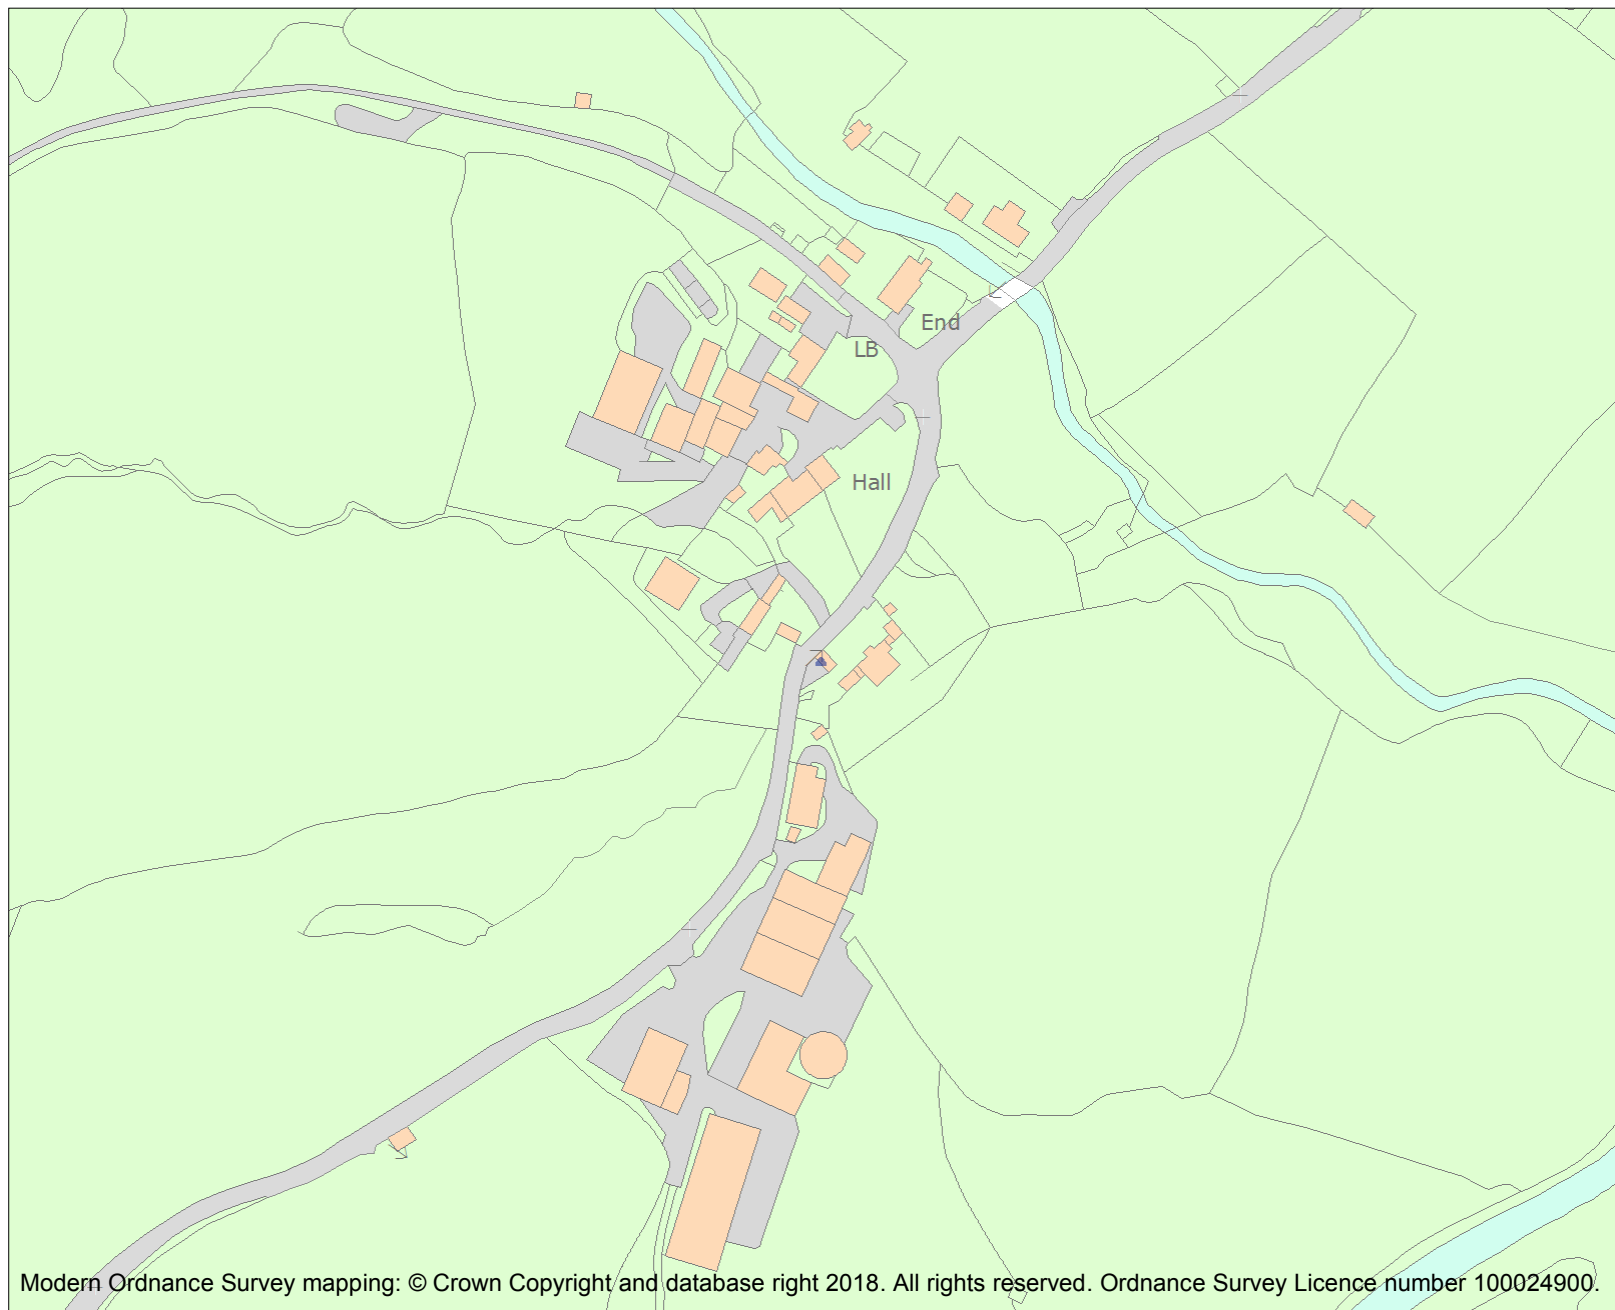 End
LB
Hall
Modern Ordnance Survey mapping: © Crown Copyright and database right 2018. All rights reserved. Ordnance Survey Licence number 100024900.